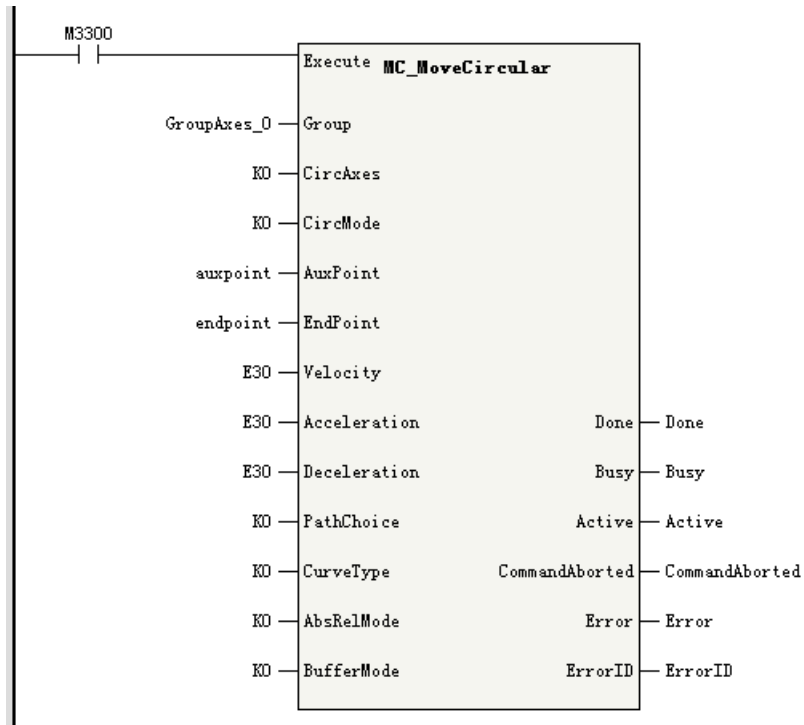 M3300
Execute MC_MoveCircular
GroupAxes_0 Group
K0 CircAxes
K0 CircMode
auxpoint AuxPoint
endpoint EndPoint
E30 Velocity
E30 Acceleration Done Done
E30 Deceleration Busy Busy
K0 PathChoice Active Active
K0 CurveType CommandAborted CommandAborted
K0 AbsRelMode Error Error
K0 BufferMode ErrorID ErrorID